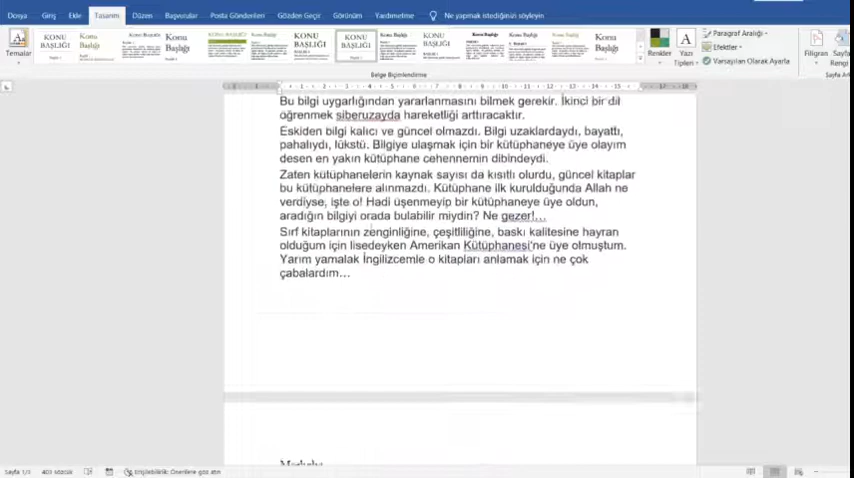 Dosya Giriş Ekle Tasarım Düzen Başvurular Posta Gönderileri Gözden Geçir Görünüm Yardımetme Ne yapmak istediğinizi söyleyin
KONU BAŞLIĞI Konu Başlığı Konu Başlığı KONU BAŞLIĞI KONU BAŞLIĞI KONU BAŞLIĞI Konu Başlığı
Temalar
Renkler
Yazı Tipleri
Paragraf Aralığı
Efektler
Varsayılan Olarak Ayarla
Filigran
Sayfa Rengi
Belge Biçimlendirme
Bu bilgi uygarlığından yararlanmasını bilmek gerekir. İkinci bir dil
öğrenmek siberuzayda hareketliği arttıracaktır.
Eskiden bilgi kalıcı ve güncel olmazdı. Bilgi uzaklardaydı, bayattı,
pahalıydı, lükstü. Bilgiye ulaşmak için bir kütüphaneye üye olayım
desen en yakın kütüphane cehennemin dibindeydi.
Zaten kütüphanelerin kaynak sayısı da kısıtlı olurdu, güncel kitaplar
bu kütüphanelere alınmazdı. Kütüphane ilk kurulduğunda Allah ne
verdiyse, işte o! Hadi üşenmeyip bir kütüphaneye üye oldun,
aradığın bilgiyi orada bulabilir miydin? Ne gezer!…
Sırf kitaplarının zenginliğine, çeşitliliğine, baskı kalitesine hayran
olduğum için lisedeyken Amerikan Kütüphanesi'ne üye olmuştum.
Yarım yamalak İngilizcemle o kitapları anlamak için ne çok
çabalardım…
Merhaba
Sayfa 1/3 403 sözcük Erişilebilirlik: Önerilere göz atın